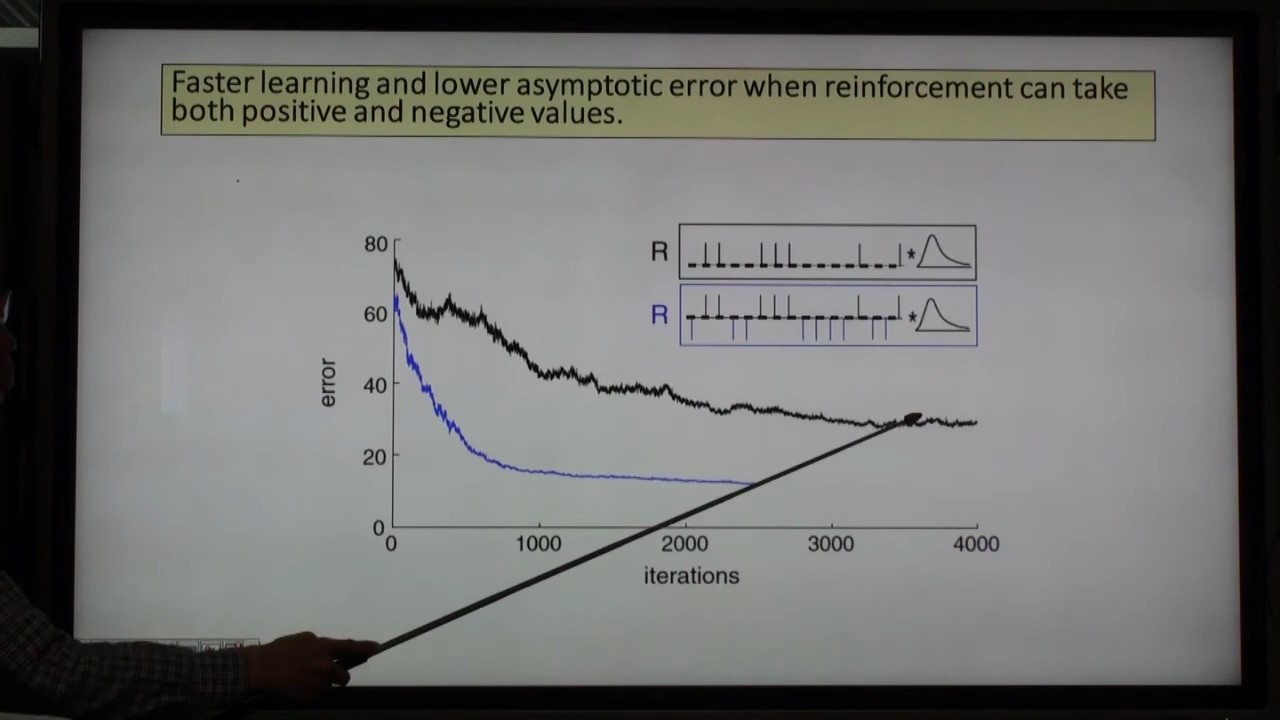 Faster learning and lower asymptotic error when reinforcement can take
both positive and negative values.
R
*
R
*
80
60
40
20
0
error
0 1000 2000 3000 4000
iterations